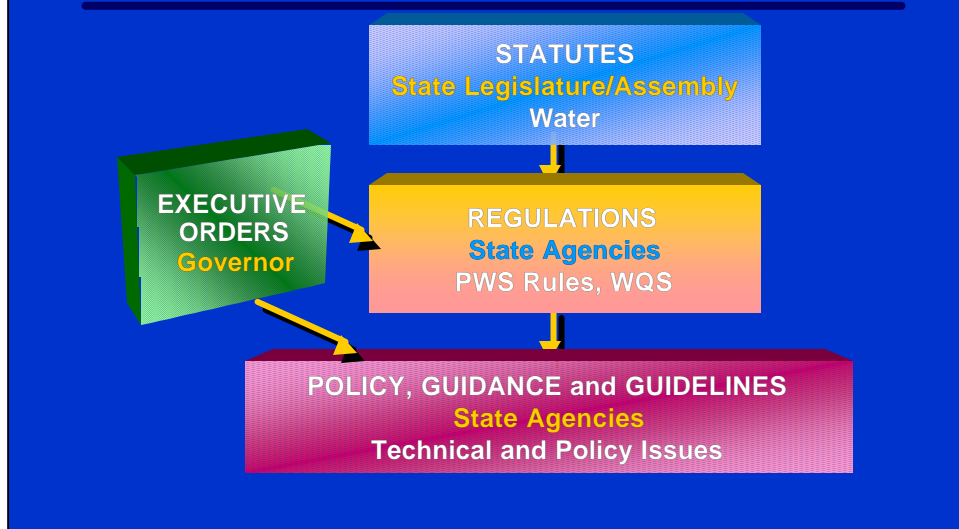 STATUTES
State Legislature/Assembly
Water
EXECUTIVE
ORDERS
Governor
REGULATIONS
State Agencies
PWS Rules, WQS
POLICY, GUIDANCE and GUIDELINES
State Agencies
Technical and Policy Issues